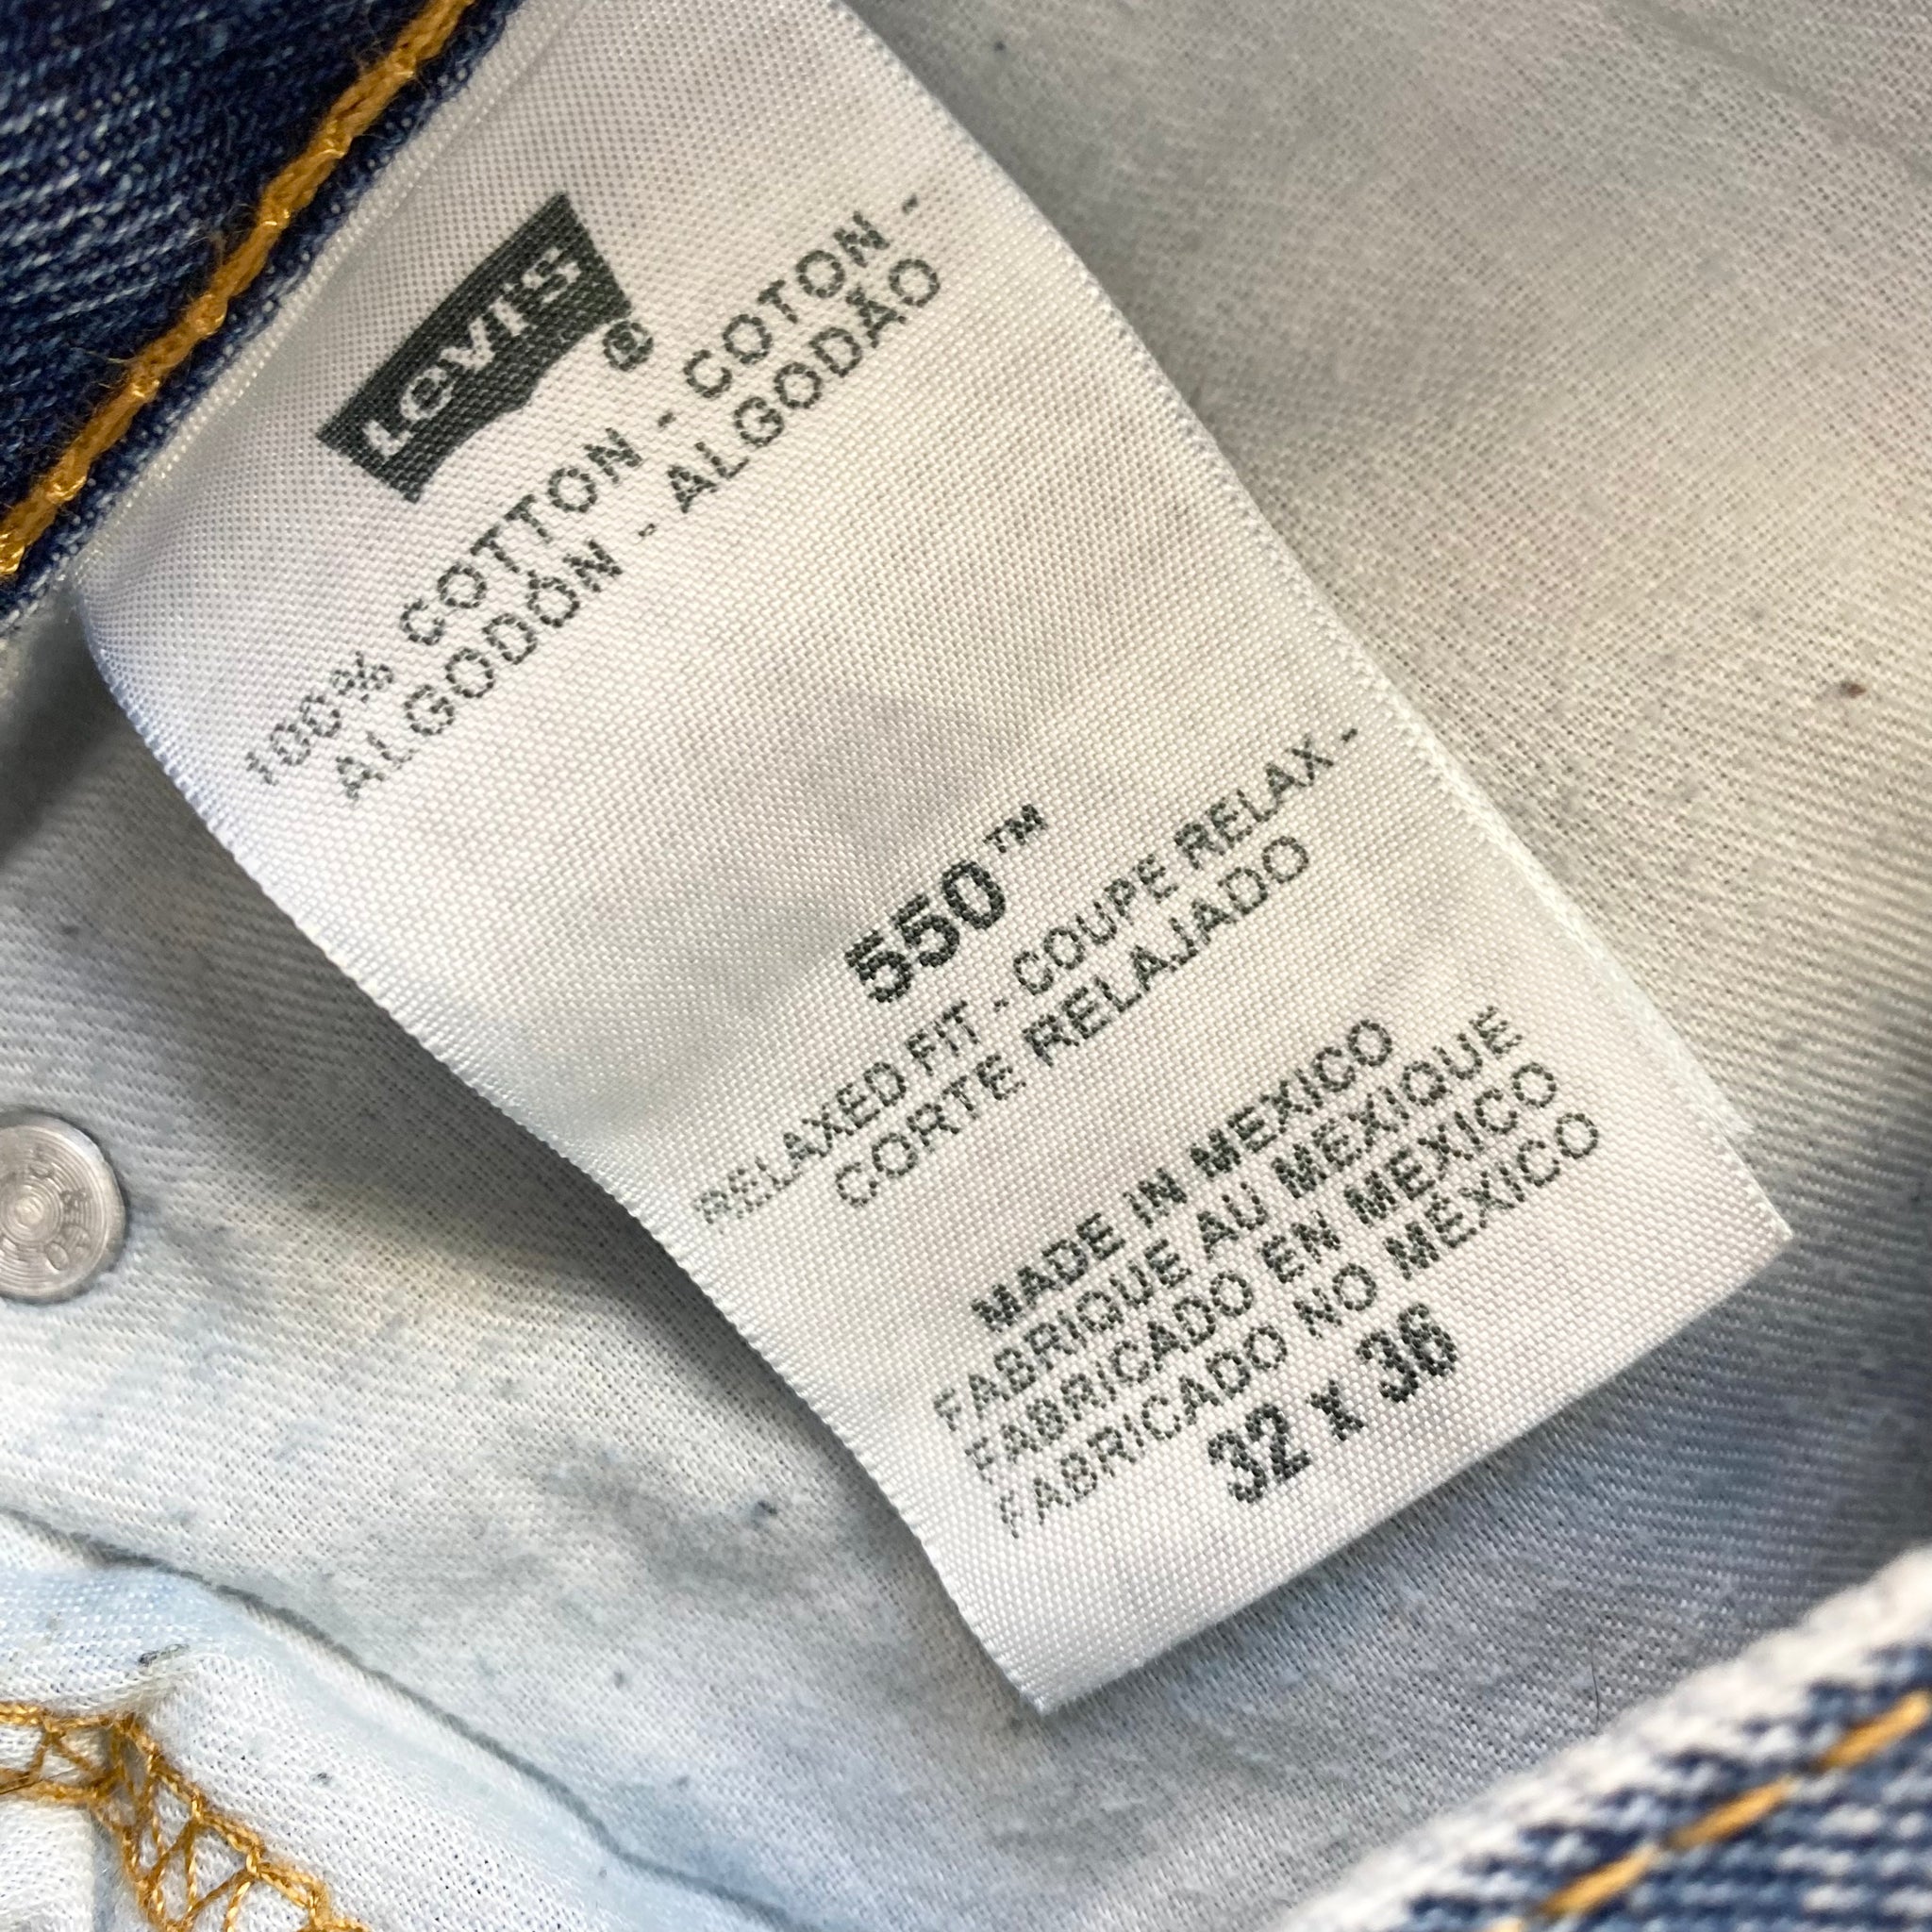 Levi's®
100% COTTON - COTON -
ALGODÓN - ALGODÃO
550™
RELAXED FIT - COUPE RELAX -
CORTE RELAJADO
MADE IN MEXICO
FABRIQUE AU MEXIQUE
FABRICADO EN MEXICO
FABRICADO NO MÉXICO
32 x 36